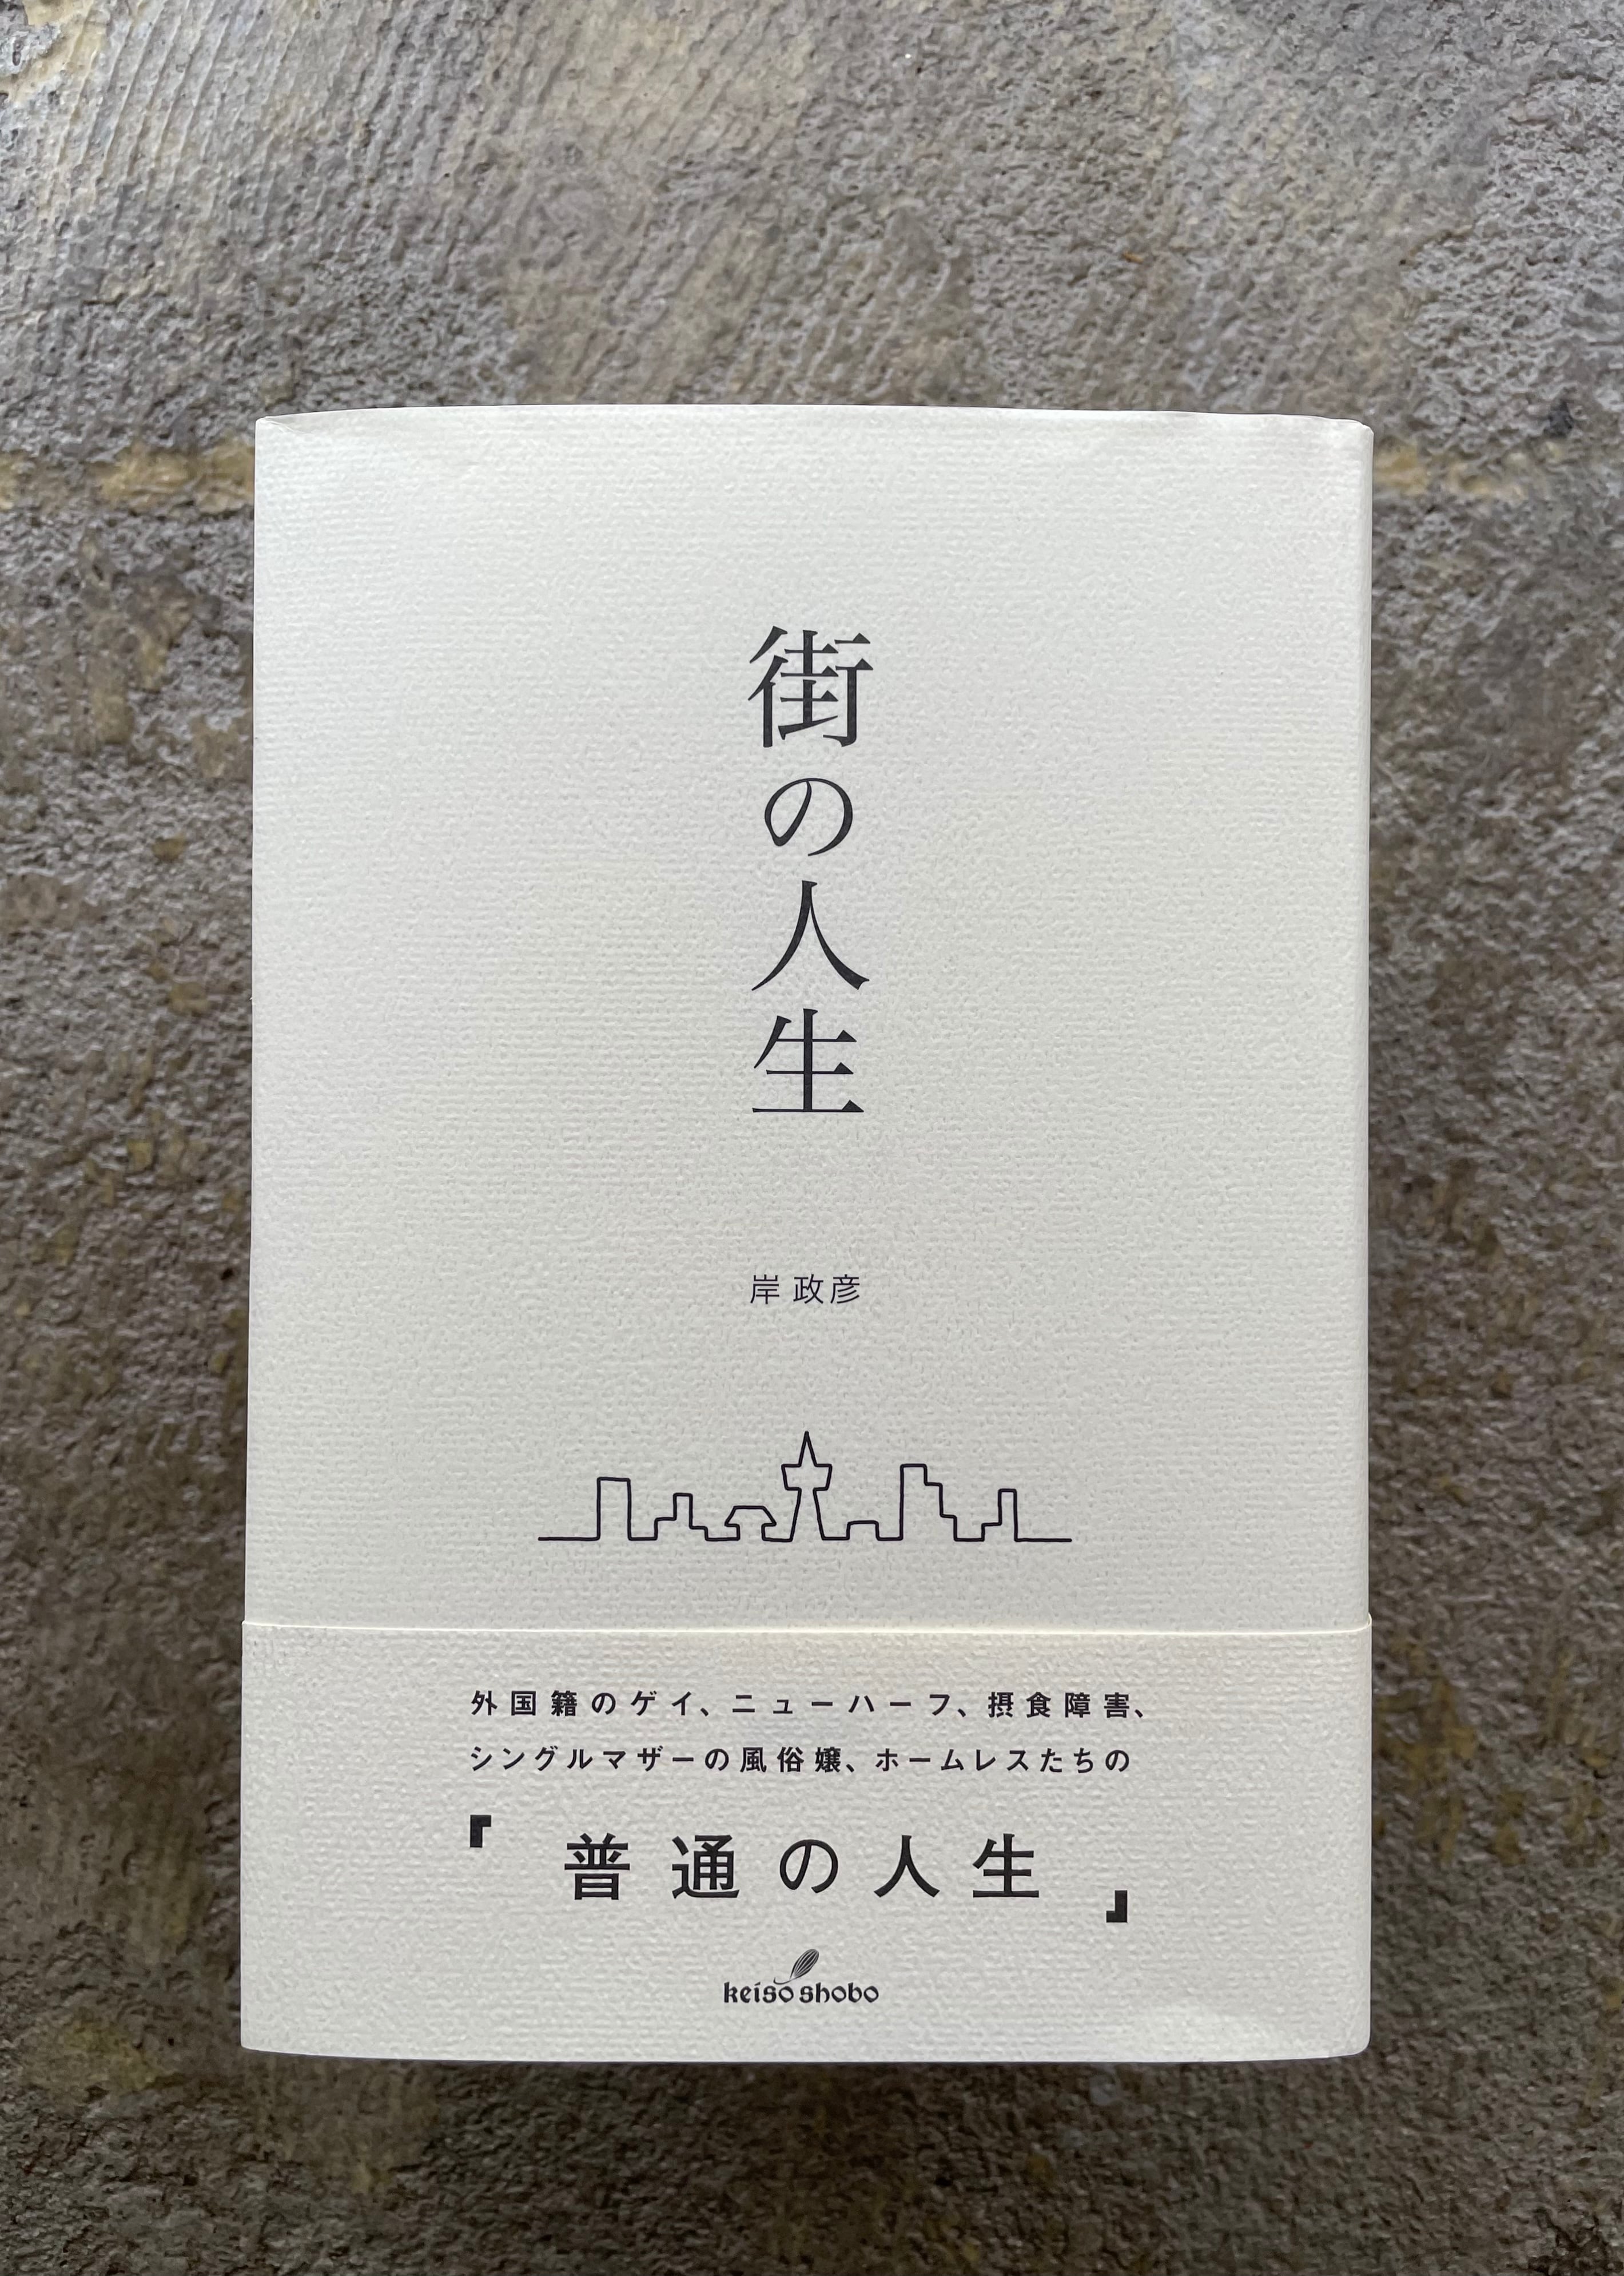 街の人生
岸 政彦
外国籍のゲイ、ニューハーフ、摂食障害、
シングルマザーの風俗嬢、ホームレスたちの
『普通の人生』
keiso shobo